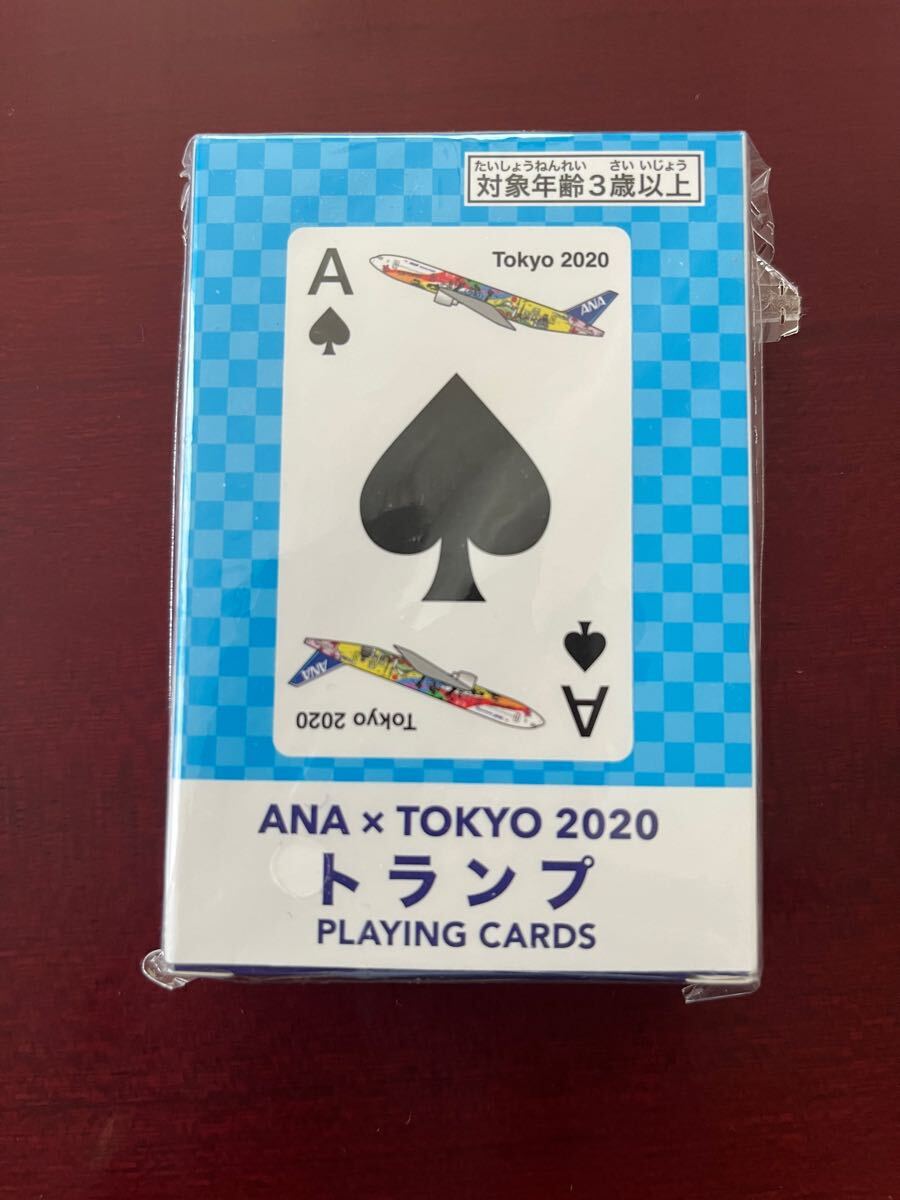 たいしょうねんれい さい いじょう
対象年齢3歳以上
A
Tokyo 2020
ANA
ANA
Tokyo 2020
A
ANA × TOKYO 2020
トランプ
PLAYING CARDS